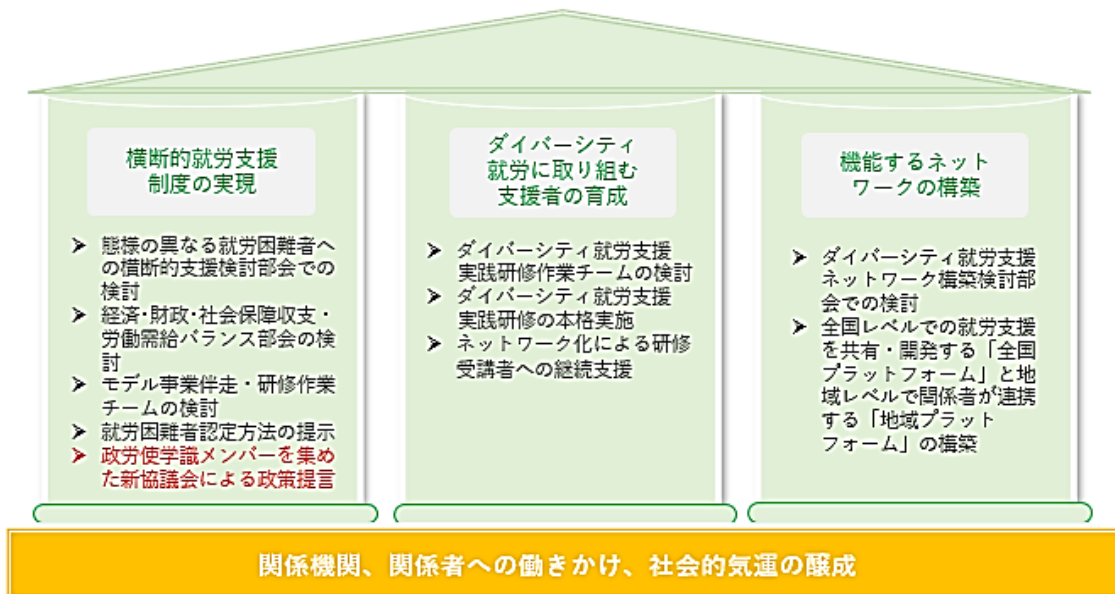 横断的就労支援
制度の実現
➤ 態様の異なる就労困難者へ
の横断的支援検討部会での
検討
➤ 経済・財政・社会保障収支・
労働需給バランス部会の検
討
➤ モデル事業伴走・研修作業
チームの検討
➤ 就労困難者認定方法の提示
➤ 政労使学識メンバーを集め
た新協議会による政策提言
ダイバーシティ
就労に取り組む
支援者の育成
➤ ダイバーシティ就労支援
実践研修作業チームの検討
➤ ダイバーシティ就労支援
実践研修の本格実施
➤ ネットワーク化による研修
受講者への継続支援
機能するネット
ワークの構築
➤ ダイバーシティ就労支援
ネットワーク構築検討部
会での検討
➤ 全国レベルでの就労支援
を共有・開発する「全国
プラットフォーム」と地
域レベルで関係者が連携
する「地域プラット
フォーム」の構築
関係機関、関係者への働きかけ、社会的気運の醸成